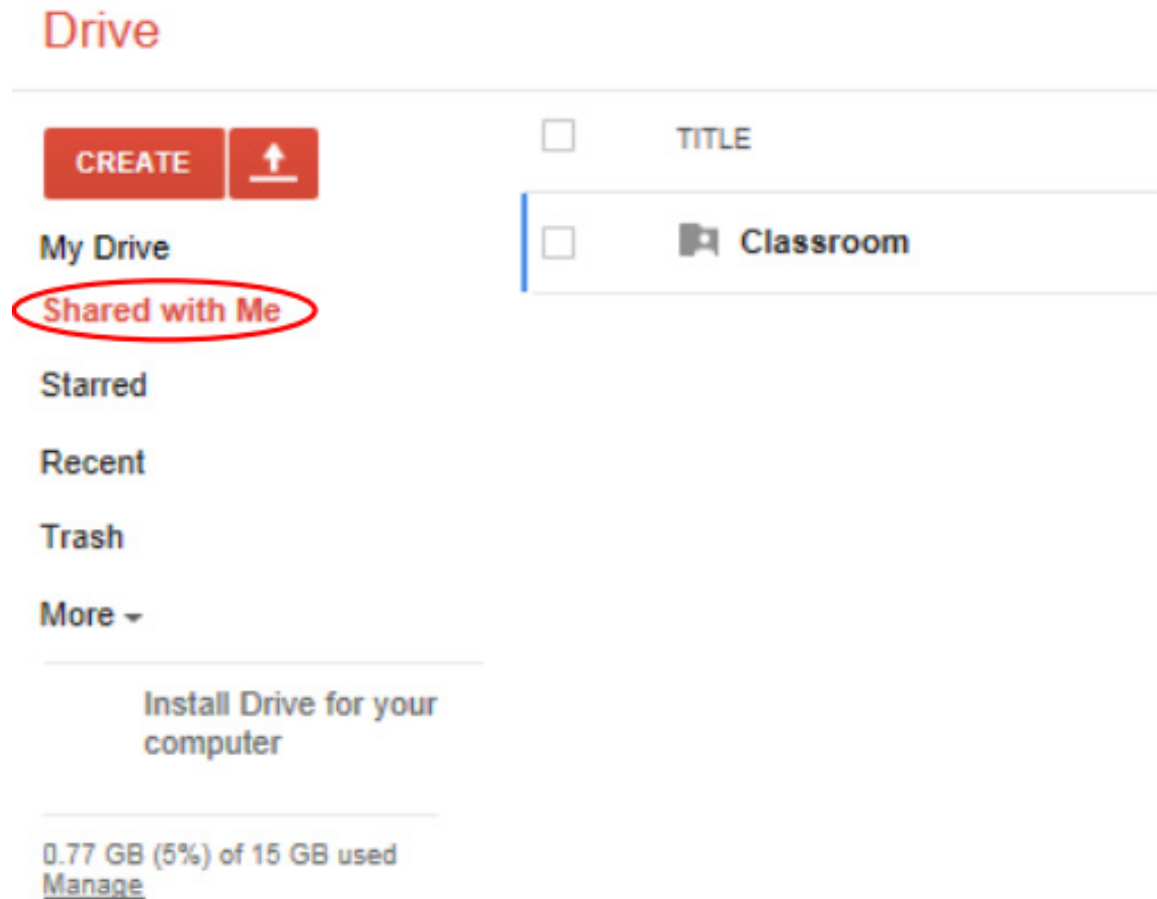 Drive
CREATE
TITLE
My Drive
Classroom
Shared with Me
Starred
Recent
Trash
More
Install Drive for your
computer
0.77 GB (5%) of 15 GB used
Manage